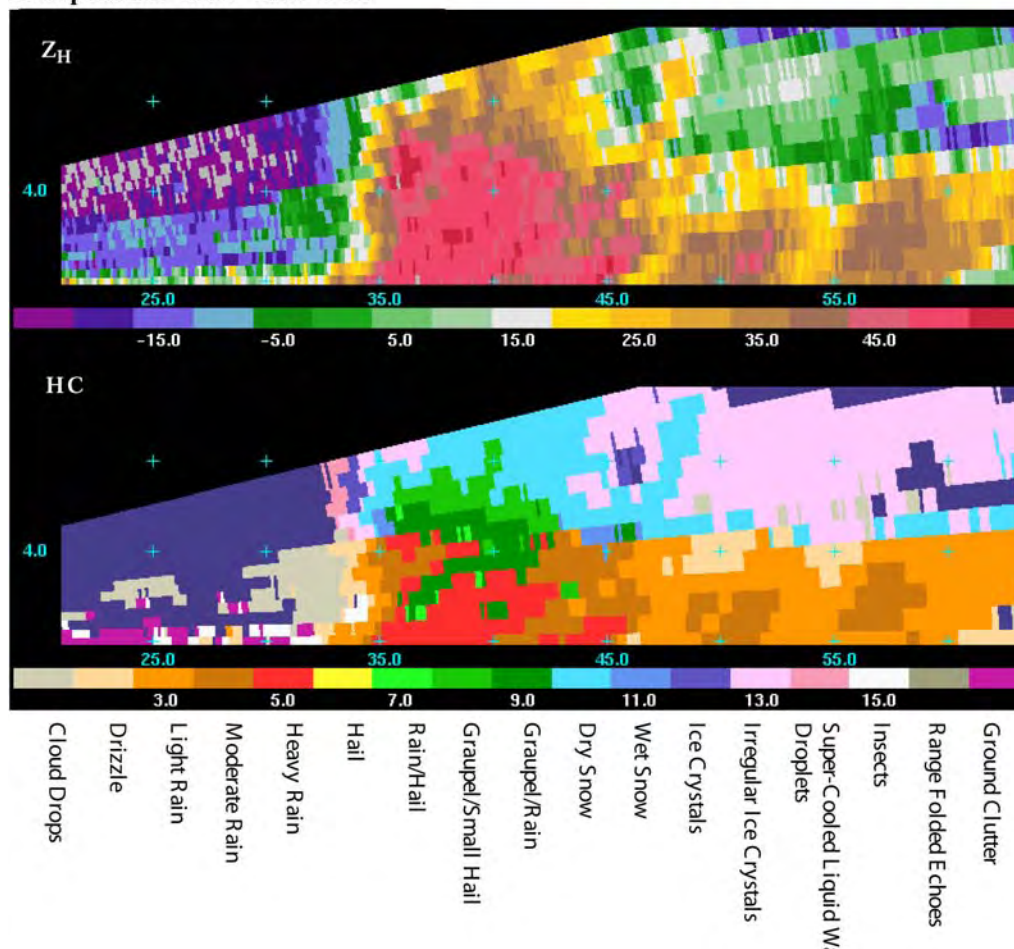 ZH
4.0
25.0 35.0 45.0 55.0
-15.0 -5.0 5.0 15.0 25.0 35.0 45.0
HC
4.0
25.0 35.0 45.0 55.0
3.0 5.0 7.0 9.0 11.0 13.0 15.0
Cloud Drops
Drizzle
Light Rain
Moderate Rain
Heavy Rain
Hail
Rain/Hail
Graupel/Small Hail
Graupel/Rain
Dry Snow
Wet Snow
Ice Crystals
Irregular Ice Crystals
Super-Cooled Liquid W
Droplets
Insects
Range Folded Echoes
Ground Clutter